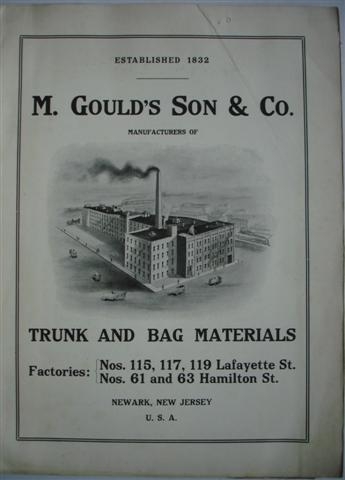 ESTABLISHED 1832
M. GOULD'S SON & CO.
MANUFACTURERS OF
TRUNK AND BAG MATERIALS
Factories: Nos. 115, 117, 119 Lafayette St.
Nos. 61 and 63 Hamilton St.
NEWARK, NEW JERSEY
U. S. A.